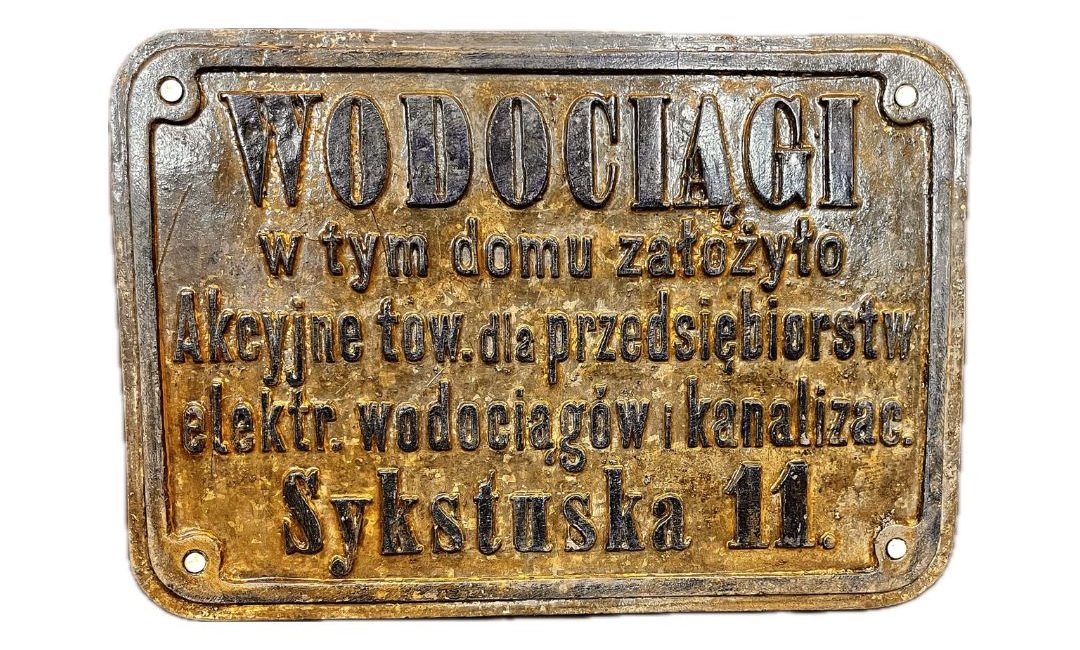 WODOCIĄGI
w tym domu założyło
Akcyjne tow. dla przedsiębiorstw
elektr. wodociągów i kanalizac.
Sykstuska 11.